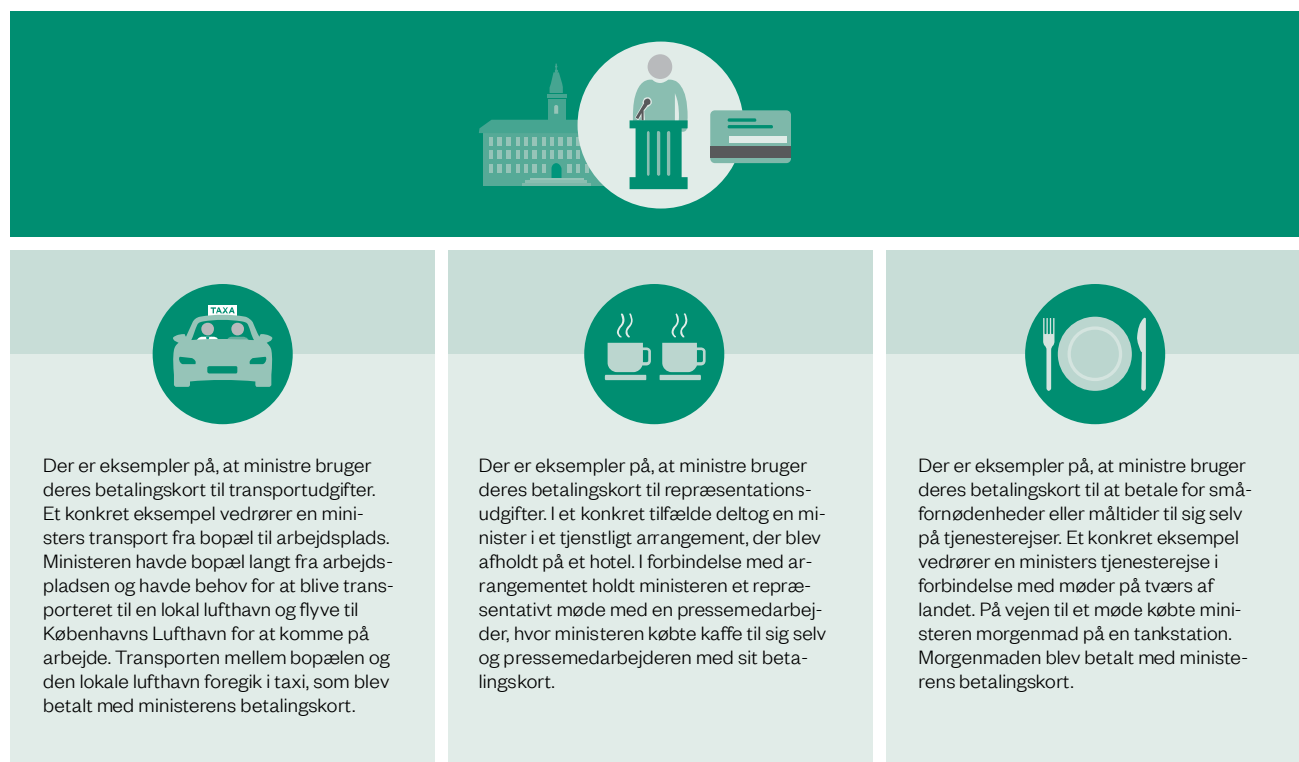 TAXA
Der er eksempler på, at ministre bruger
deres betalingskort til transportudgifter.
Et konkret eksempel vedrører en mini-
sters transport fra bopæl til arbejdsplads.
Ministeren havde bopæl langt fra arbejds-
pladsen og havde behov for at blive trans-
porteret til en lokal lufthavn og flyve til
Københavns Lufthavn for at komme på
arbejde. Transporten mellem bopælen og
den lokale lufthavn foregik i taxi, som blev
betalt med ministerens betalingskort.
Der er eksempler på, at ministre bruger
deres betalingskort til repræsentations-
udgifter. I et konkret tilfælde deltog en mi-
nister i et tjenstligt arrangement, der blev
afholdt på et hotel. I forbindelse med ar-
rangementet holdt ministeren et repræ-
sentativt møde med en pressemedarbej-
der, hvor ministeren købte kaffe til sig selv
og pressemedarbejderen med sit beta-
lingskort.
Der er eksempler på, at ministre bruger
deres betalingskort til at betale for små-
fornødenheder eller måltider til sig selv
på tjenesterejser. Et konkret eksempel
vedrører en ministers tjenesterejse i
forbindelse med møder på tværs af
landet. På vejen til et møde købte mini-
steren morgenmad på en tankstation.
Morgenmaden blev betalt med ministe-
rens betalingskort.